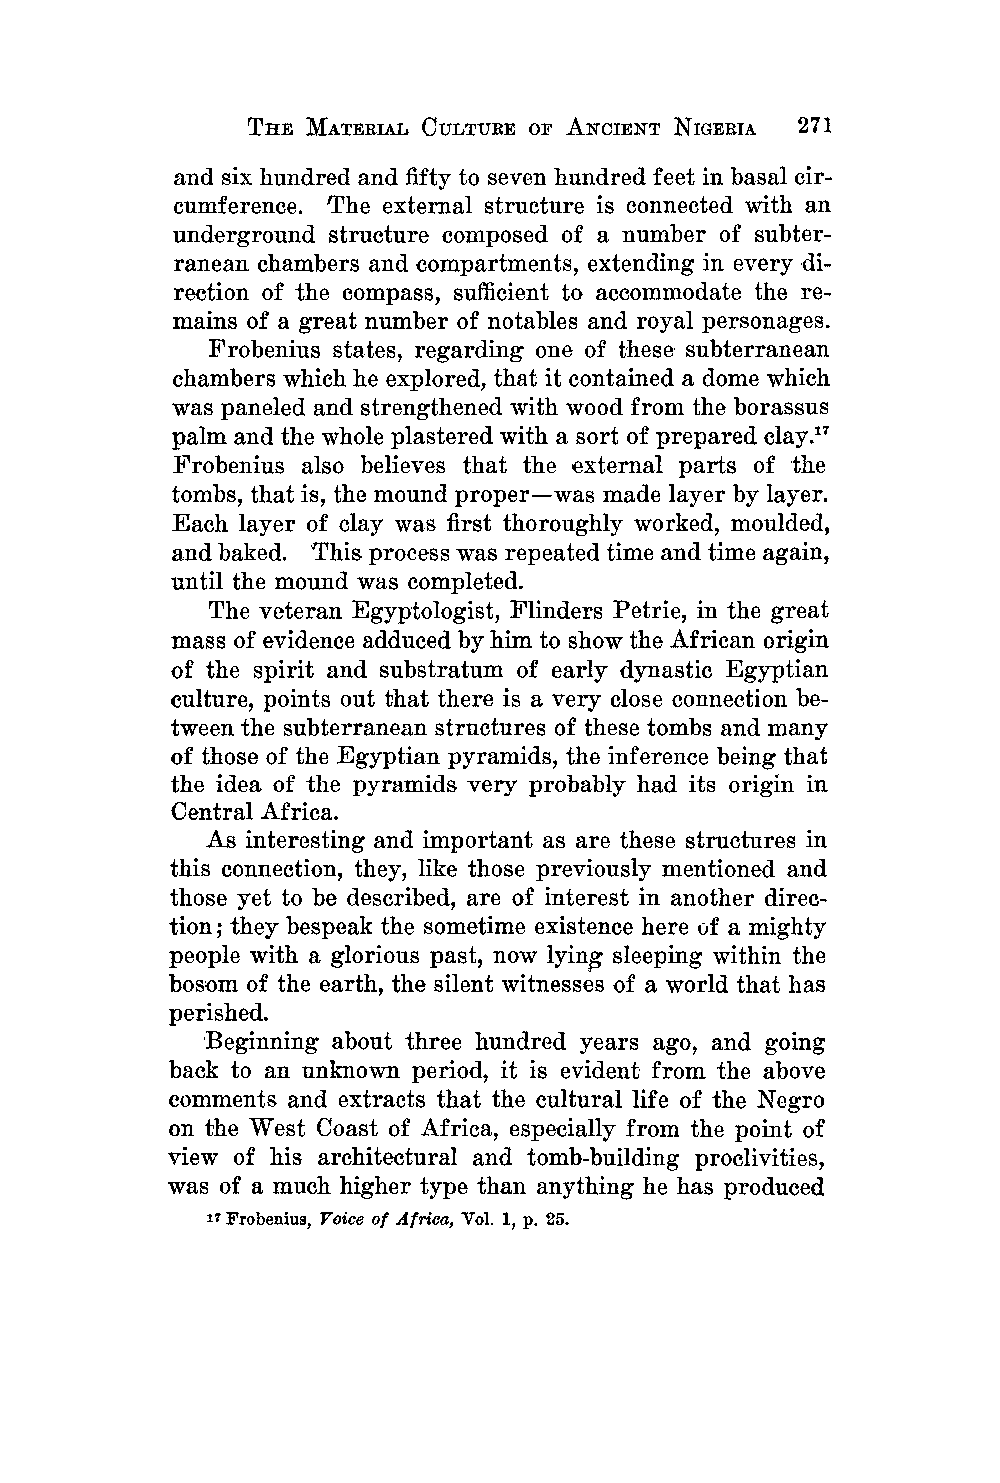 THE MATERIAL CULTURE OF ANCIENT NIGERIA 271
and six hundred and fifty to seven hundred feet in basal cir-
cumference. The external structure is connected with an
underground structure composed of a number of subter-
ranean chambers and compartments, extending in every di-
rection of the compass, sufficient to accommodate the re-
mains of a great number of notables and royal personages.
Frobenius states, regarding one of these subterranean
chambers which he explored, that it contained a dome which
was paneled and strengthened with wood from the borassus
palm and the whole plastered with a sort of prepared clay.¹⁷
Frobenius also believes that the external parts of the
tombs, that is, the mound proper—was made layer by layer.
Each layer of clay was first thoroughly worked, moulded,
and baked. This process was repeated time and time again,
until the mound was completed.
The veteran Egyptologist, Flinders Petrie, in the great
mass of evidence adduced by him to show the African origin
of the spirit and substratum of early dynastic Egyptian
culture, points out that there is a very close connection be-
tween the subterranean structures of these tombs and many
of those of the Egyptian pyramids, the inference being that
the idea of the pyramids very probably had its origin in
Central Africa.
As interesting and important as are these structures in
this connection, they, like those previously mentioned and
those yet to be described, are of interest in another direc-
tion; they bespeak the sometime existence here of a mighty
people with a glorious past, now lying sleeping within the
bosom of the earth, the silent witnesses of a world that has
perished.
Beginning about three hundred years ago, and going
back to an unknown period, it is evident from the above
comments and extracts that the cultural life of the Negro
on the West Coast of Africa, especially from the point of
view of his architectural and tomb-building proclivities,
was of a much higher type than anything he has produced
¹⁷ Frobenius, Voice of Africa, Vol. 1, p. 25.